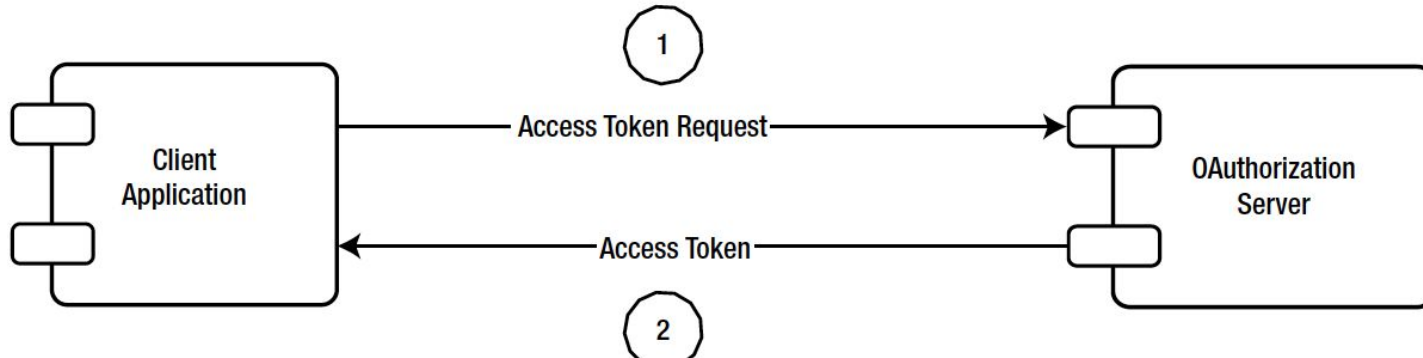 1
Access Token Request
Client
Application
OAuthorization
Server
Access Token
2